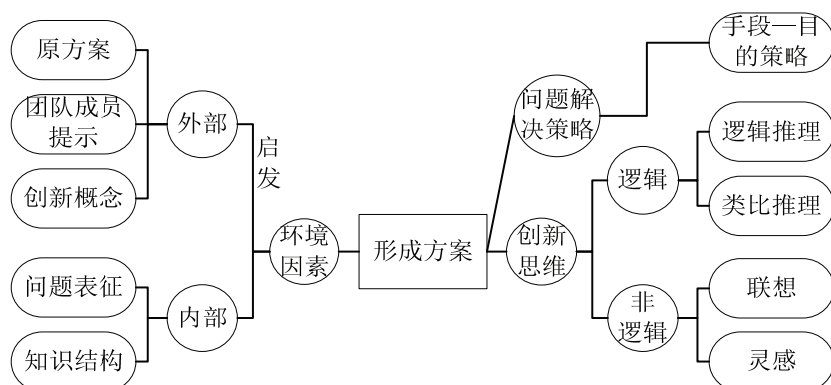 原方案
团队成员
提示
创新概念
外部
启
发
问题表征
知识结构
内部
环境
因素
形成方案
问题解
决策略
手段—目
的策略
创新
思维
逻辑
逻辑推理
类比推理
非
逻辑
联想
灵感